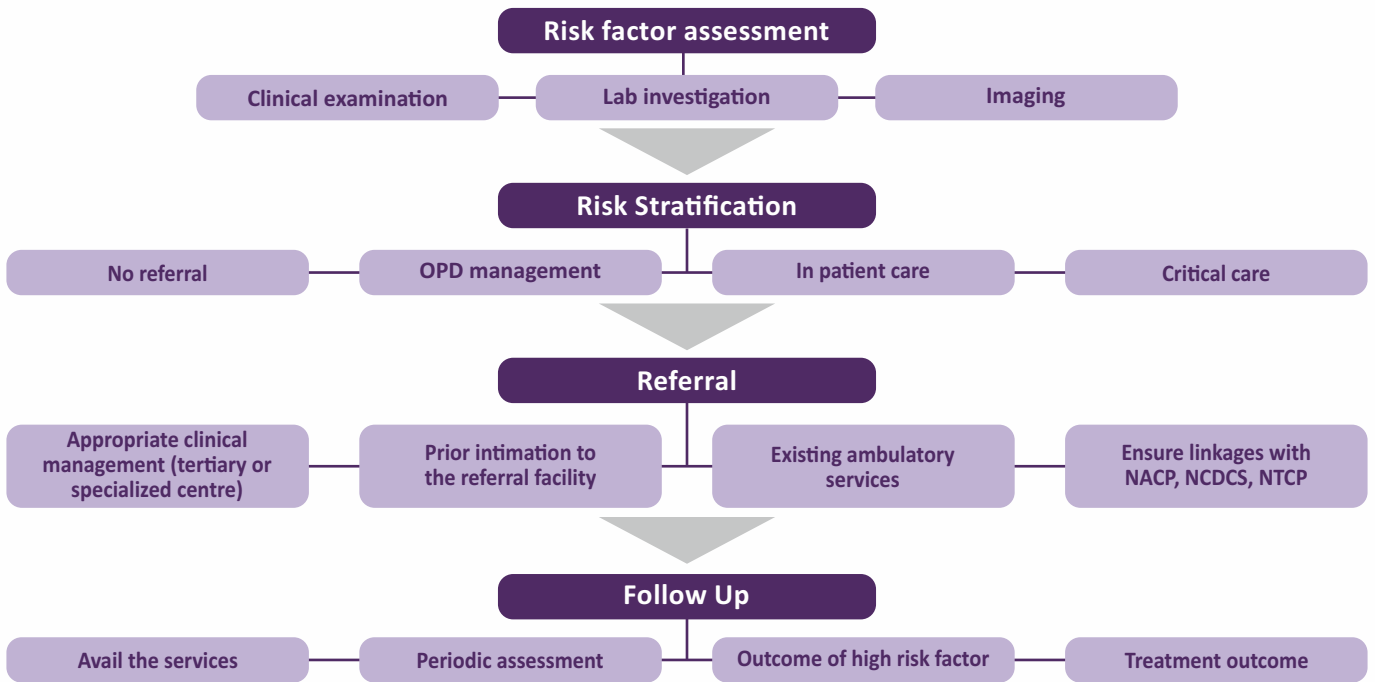 Risk factor assessment
Clinical examination
Lab investigation
Imaging
Risk Stratification
No referral
OPD management
In patient care
Critical care
Referral
Appropriate clinical
management (tertiary or
specialized centre)
Prior intimation to
the referral facility
Existing ambulatory
services
Ensure linkages with
NACP, NCDCS, NTCP
Follow Up
Avail the services
Periodic assessment
Outcome of high risk factor
Treatment outcome